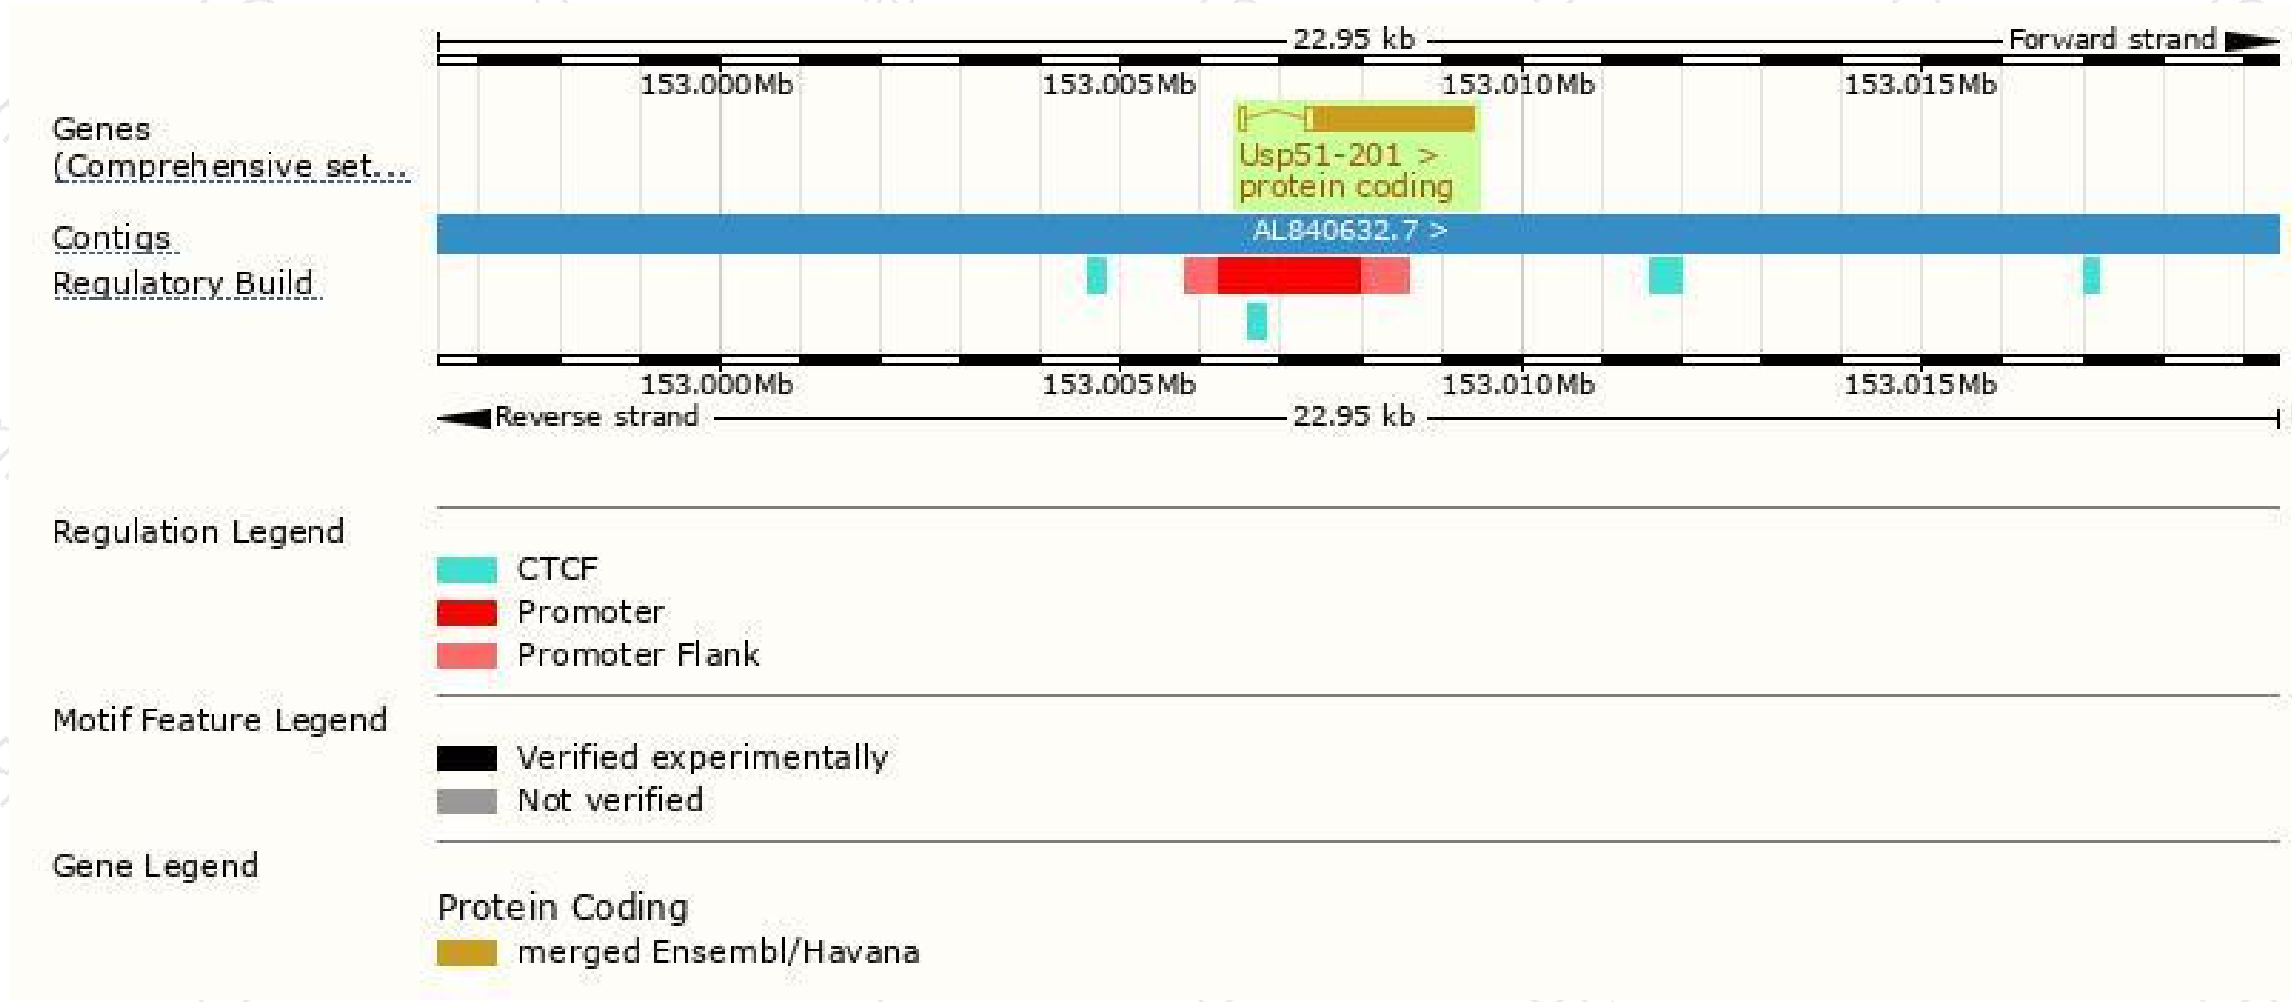 22.95 kb Forward strand
153.000Mb 153.005Mb 153.010Mb 153.015Mb
Genes
(Comprehensive set...
Usp51-201 >
protein coding
Contigs
AL840632.7 >
Regulatory Build
153.000Mb 153.005Mb 153.010Mb 153.015Mb
Reverse strand 22.95 kb
Regulation Legend
CTCF
Promoter
Promoter Flank
Motif Feature Legend
Verified experimentally
Not verified
Gene Legend
Protein Coding
merged Ensembl/Havana